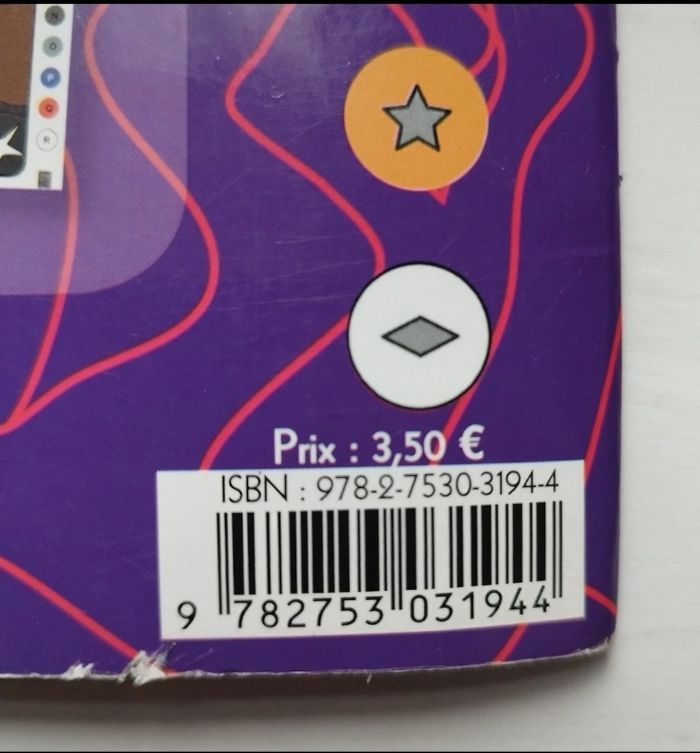 N
O
P
Q
R
Prix : 3,50 €
ISBN : 978-2-7530-3194-4
9 782753 031944